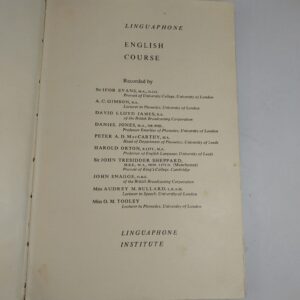 LINGUAPHONE
ENGLISH
COURSE
Recorded by
Sir IFOR EVANS, M.A., D.LIT.
Provost of University College, University of London
A. C. GIMSON, B.A.
Lecturer in Phonetics, University of London
DAVID LLOYD JAMES, B.A.
of the British Broadcasting Corporation
DANIEL JONES, M.A., DR. PHIL.
Professor Emeritus of Phonetics, University of London
PETER A. D. MacCARTHY, M.A.
Head of Department of Phonetics, University of Leeds
HAROLD ORTON, B.LITT., M.A.
Professor of English Language, University of Leeds
Sir JOHN TRESIDDER SHEPPARD,
M.B.E., M.A., HON. LITT.D. (Manchester)
Provost of King's College, Cambridge
JOHN SNAGGE, O.B.E.
of the British Broadcasting Corporation
Miss AUDREY M. BULLARD, L.R.A.M.
Lecturer in Speech, University of London
Miss O. M. TOOLEY
Lecturer in Phonetics, University of London
LINGUAPHONE
INSTITUTE